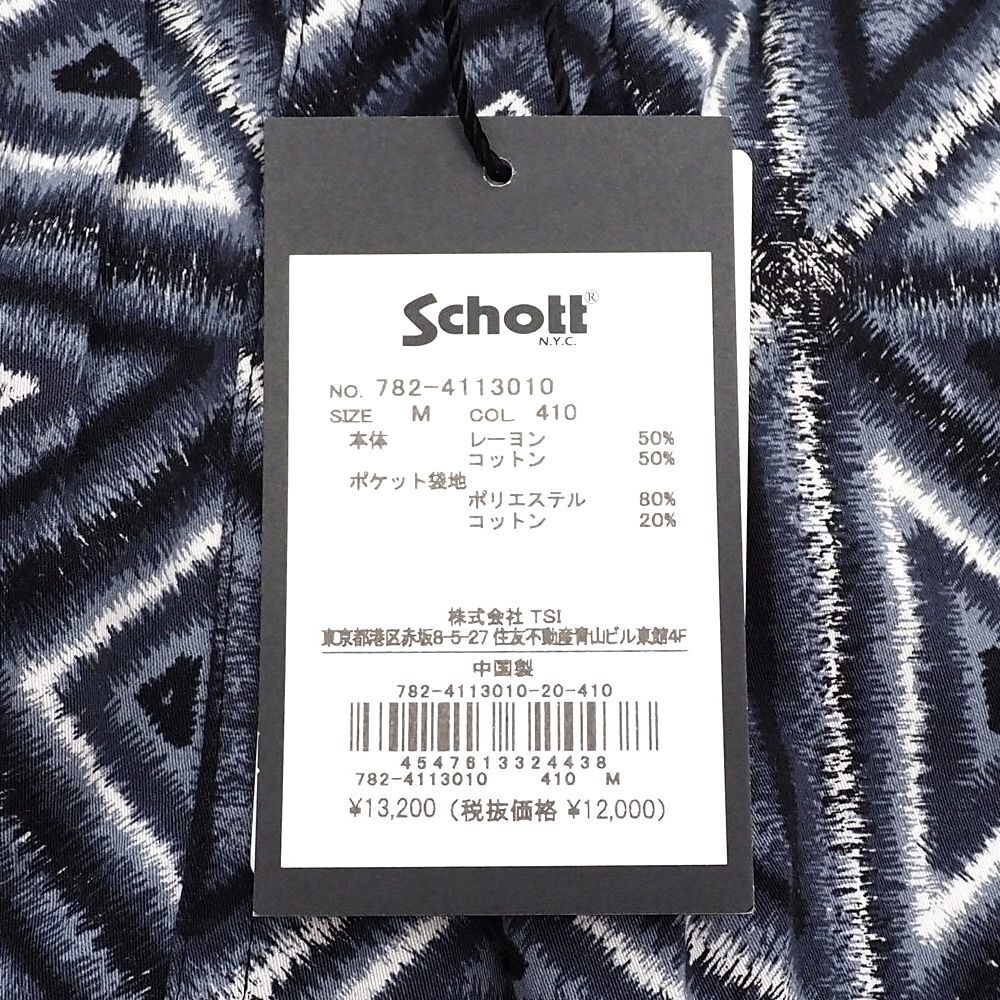 Schott®
N.Y.C.
NO. 782-4113010
SIZE M COL 410
本体 レーヨン 50%
コットン 50%
ポケット袋地
ポリエステル 80%
コットン 20%
株式会社 TSI
東京都港区赤坂8-5-27 住友不動産青山ビル東館4F
中国製
782-4113010-20-410
4547613324438
782-4113010 410 M
¥13,200 (税抜価格 ¥12,000)